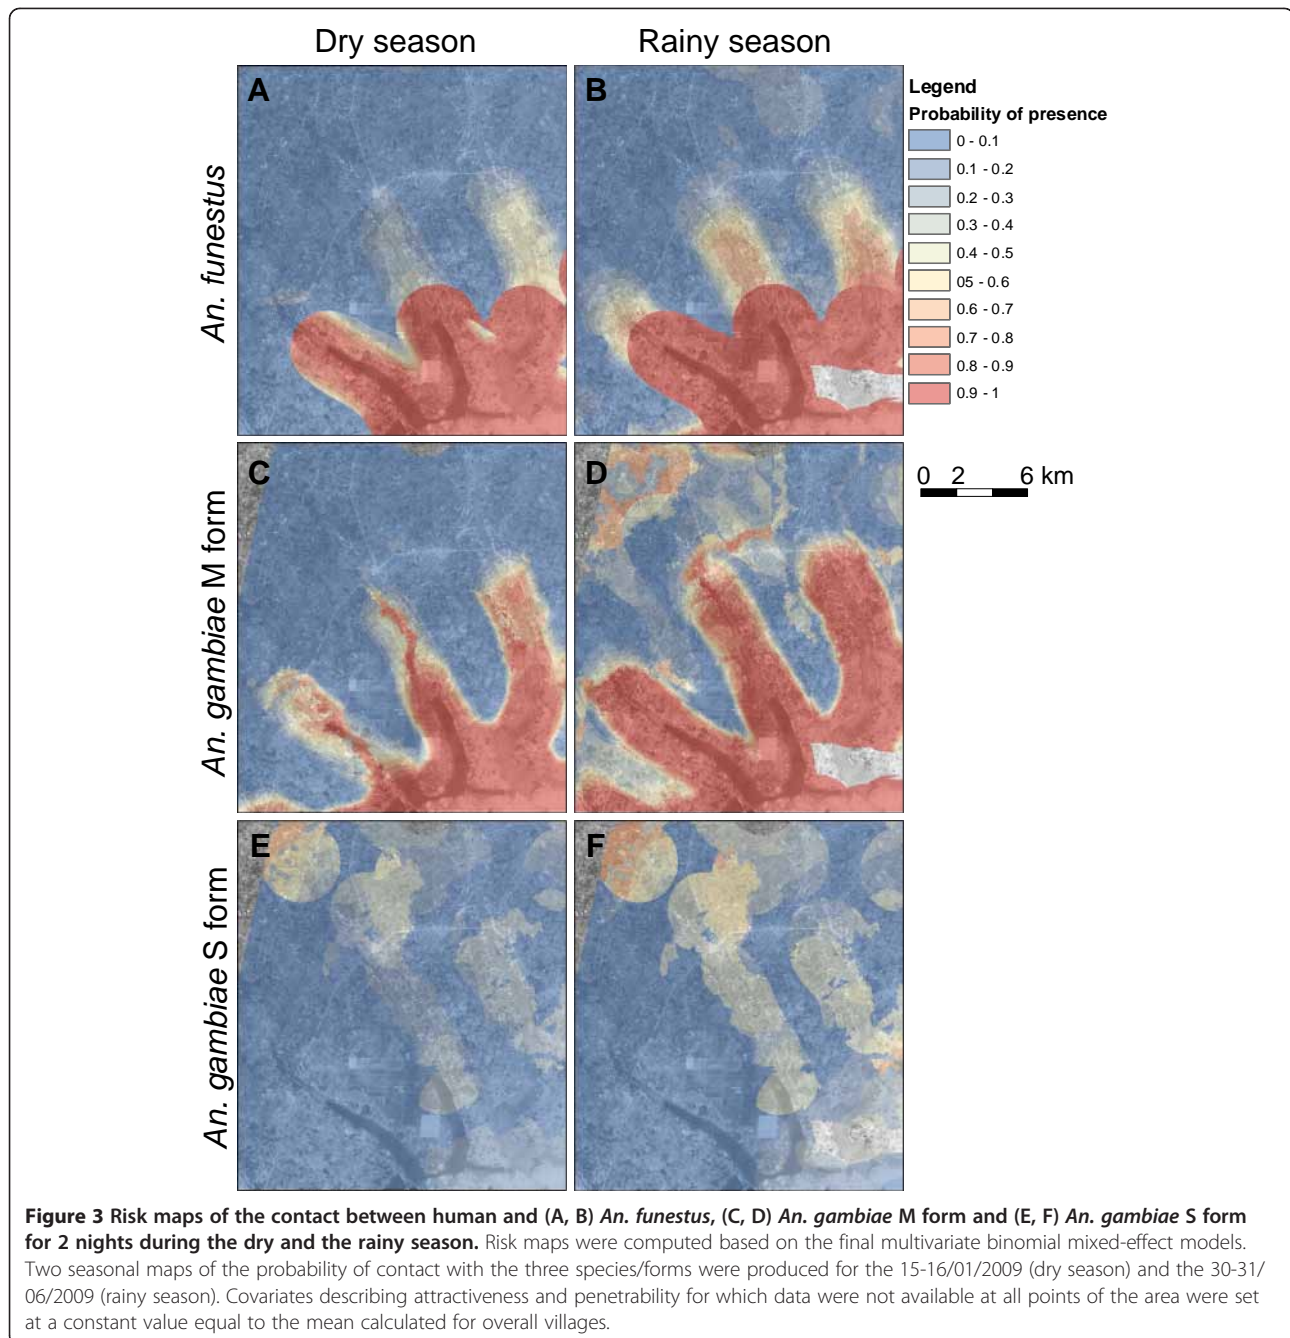 Dry season
Rainy season
An. funestus
A
B
Legend
Probability of presence
0 - 0.1
0.1 - 0.2
0.2 - 0.3
0.3 - 0.4
0.4 - 0.5
05 - 0.6
0.6 - 0.7
0.7 - 0.8
0.8 - 0.9
0.9 - 1
An. gambiae M form
C
D
0 2 6 km
An. gambiae S form
E
F
Figure 3 Risk maps of the contact between human and (A, B) An. funestus, (C, D) An. gambiae M form and (E, F) An. gambiae S form
for 2 nights during the dry and the rainy season. Risk maps were computed based on the final multivariate binomial mixed-effect models.
Two seasonal maps of the probability of contact with the three species/forms were produced for the 15-16/01/2009 (dry season) and the 30-31/
06/2009 (rainy season). Covariates describing attractiveness and penetrability for which data were not available at all points of the area were set
at a constant value equal to the mean calculated for overall villages.